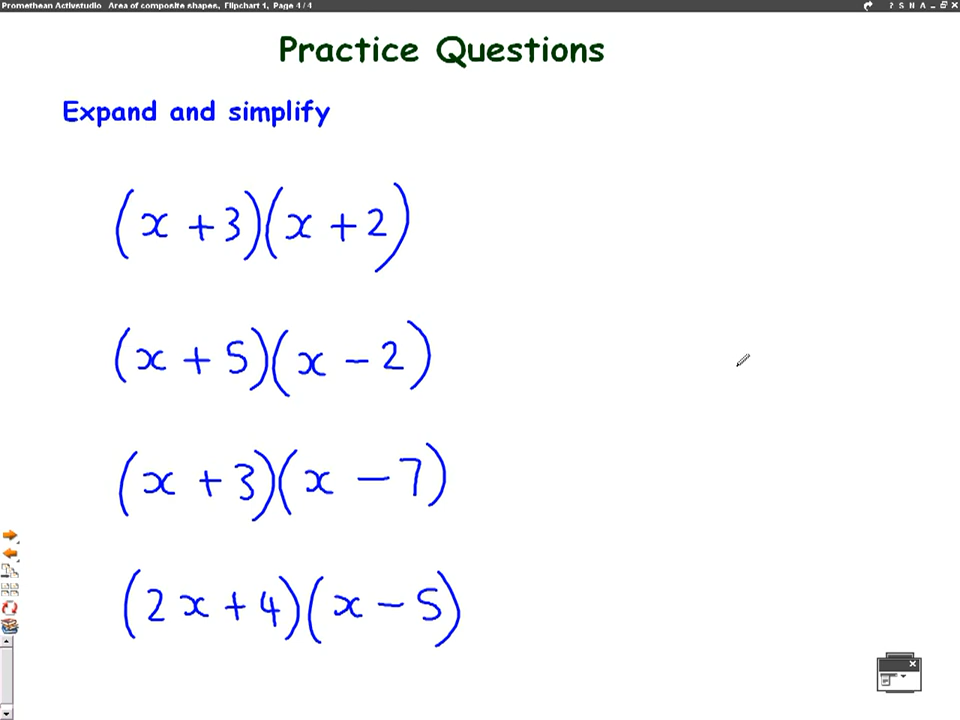 Promethean Activstudio Area of composite shapes, Flipchart 1, Page 4 / 4
? S N A
Practice Questions
Expand and simplify
(x + 3)(x + 2)
(x + 5)(x - 2)
(x + 3)(x - 7)
(2x + 4)(x - 5)